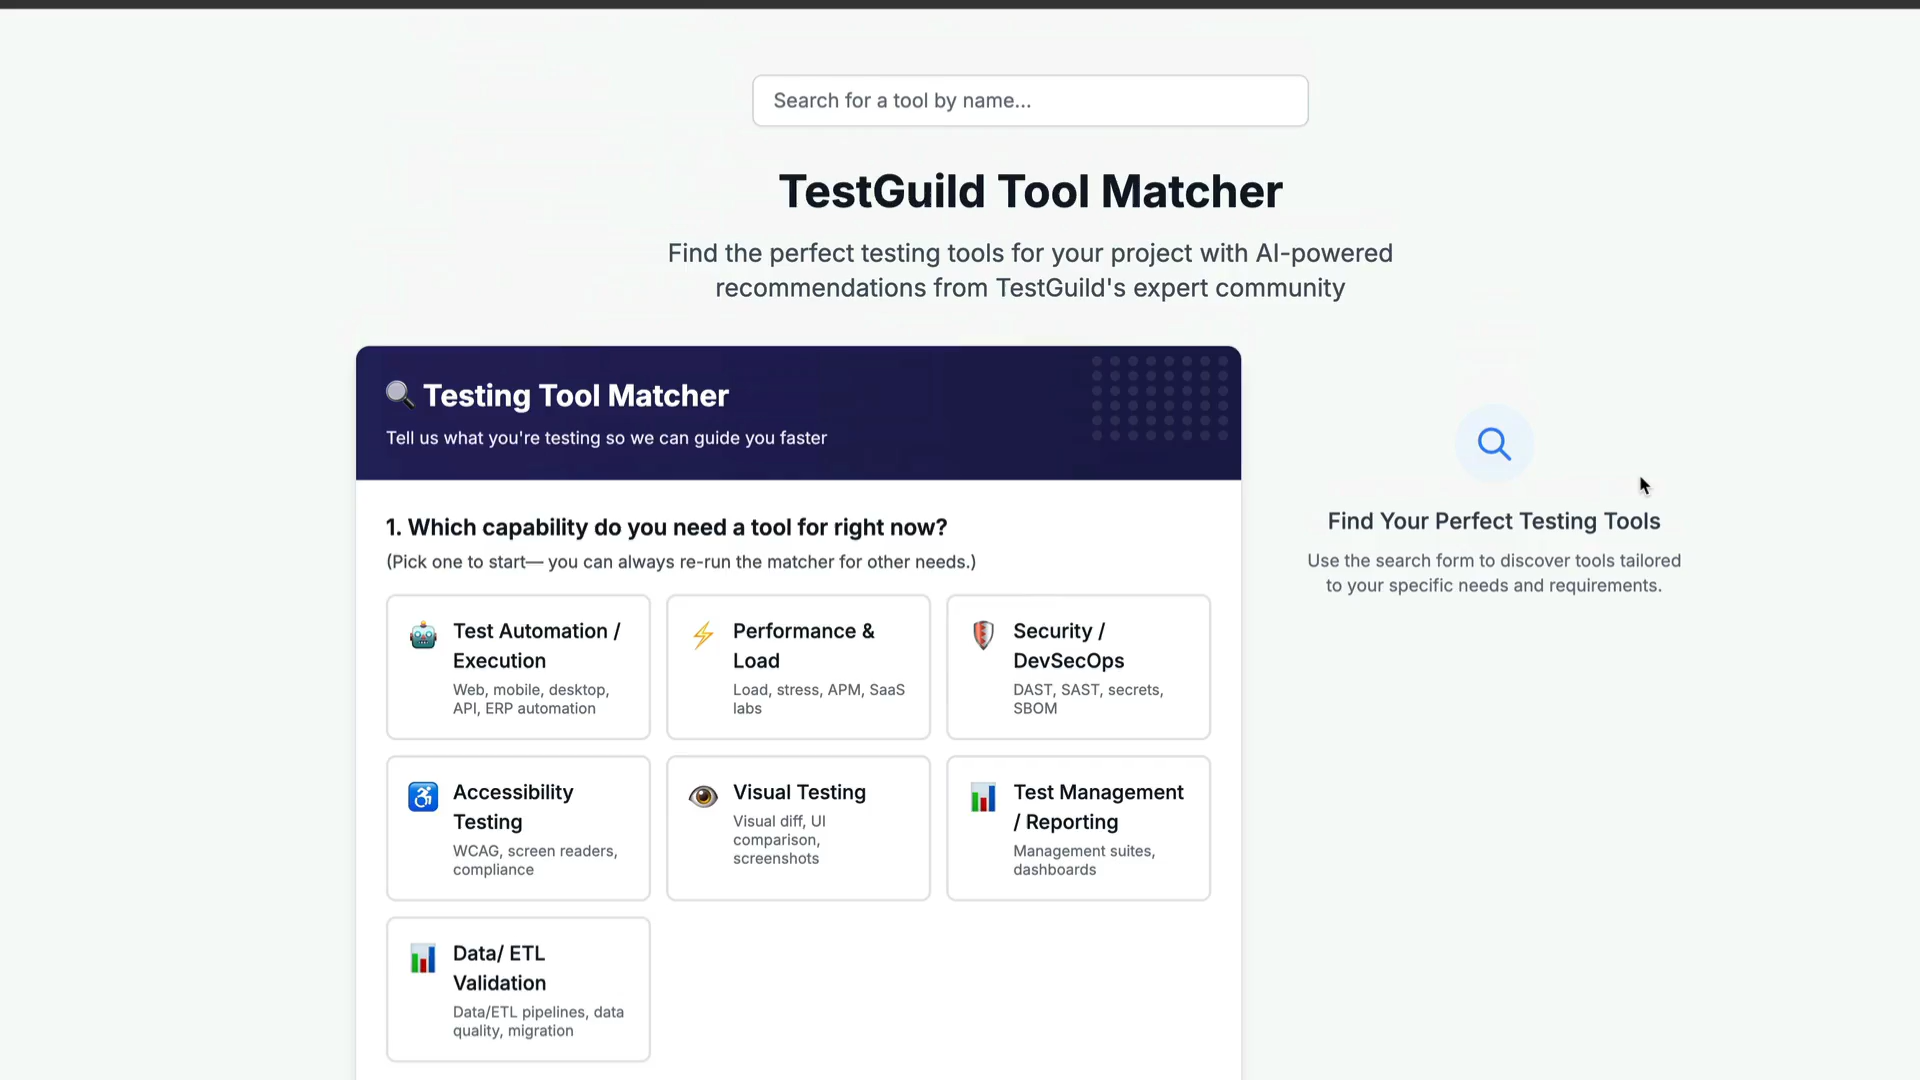 Search for a tool by name...
TestGuild Tool Matcher
Find the perfect testing tools for your project with AI-powered
recommendations from TestGuild's expert community
Testing Tool Matcher
Tell us what you're testing so we can guide you faster
1. Which capability do you need a tool for right now?
(Pick one to start— you can always re-run the matcher for other needs.)
Test Automation /
Execution
Web, mobile, desktop,
API, ERP automation
Performance &
Load
Load, stress, APM, SaaS
labs
Security /
DevSecOps
DAST, SAST, secrets,
SBOM
Accessibility
Testing
WCAG, screen readers,
compliance
Visual Testing
Visual diff, UI
comparison,
screenshots
Test Management
/ Reporting
Management suites,
dashboards
Data/ ETL
Validation
Data/ETL pipelines, data
quality, migration
Find Your Perfect Testing Tools
Use the search form to discover tools tailored
to your specific needs and requirements.